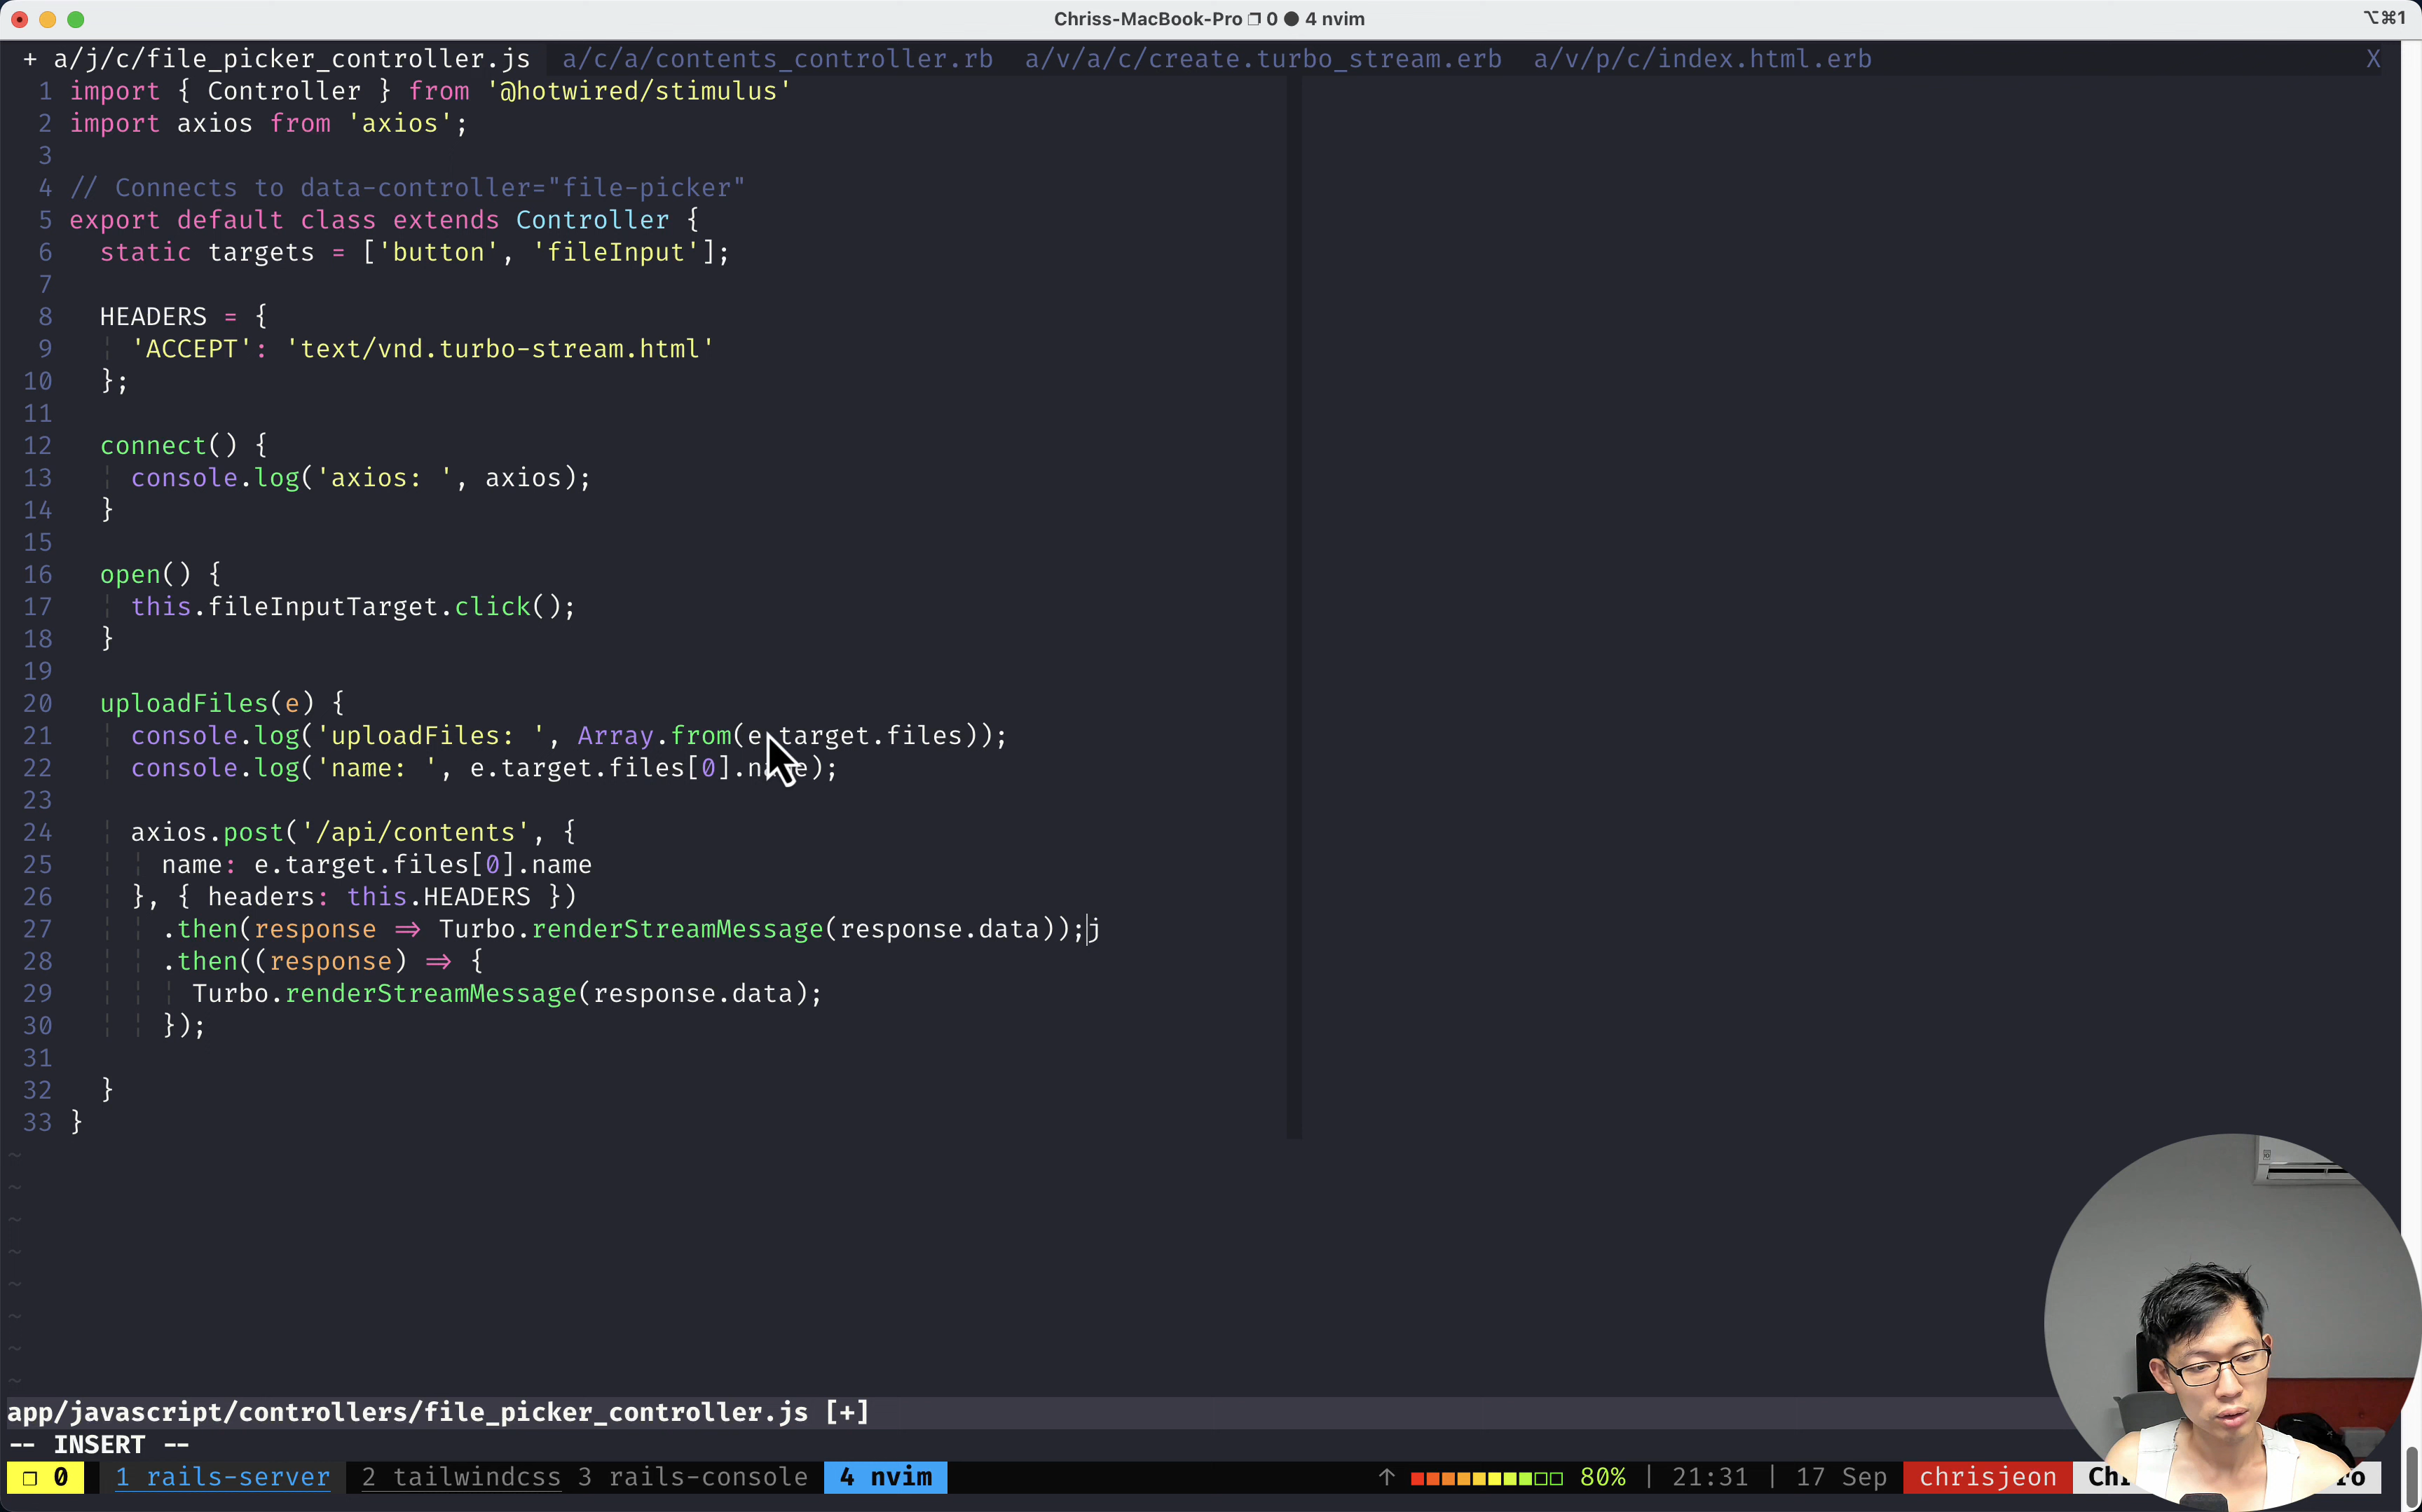 Chriss-MacBook-Pro ❐ 0 ● 4 nvim
⌥⌘1
+ a/j/c/file_picker_controller.js a/c/a/contents_controller.rb a/v/a/c/create.turbo_stream.erb a/v/p/c/index.html.erb X
1 import { Controller } from '@hotwired/stimulus'
2 import axios from 'axios';
3
4 // Connects to data-controller="file-picker"
5 export default class extends Controller {
6 static targets = ['button', 'fileInput'];
7
8 HEADERS = {
9 'ACCEPT': 'text/vnd.turbo-stream.html'
10 };
11
12 connect() {
13 console.log('axios: ', axios);
14 }
15
16 open() {
17 this.fileInputTarget.click();
18 }
19
20 uploadFiles(e) {
21 console.log('uploadFiles: ', Array.from(e.target.files));
22 console.log('name: ', e.target.files[0].name);
23
24 axios.post('/api/contents', {
25 name: e.target.files[0].name
26 }, { headers: this.HEADERS })
27 .then(response => Turbo.renderStreamMessage(response.data));j
28 .then((response) => {
29 Turbo.renderStreamMessage(response.data);
30 });
31
32 }
33 }
~
~
~
~
~
~
~
~
app/javascript/controllers/file_picker_controller.js [+]
-- INSERT --
❐ 0 1 rails-server 2 tailwindcss 3 rails-console 4 nvim ↑ 80% | 21:31 | 17 Sep chrisjeon